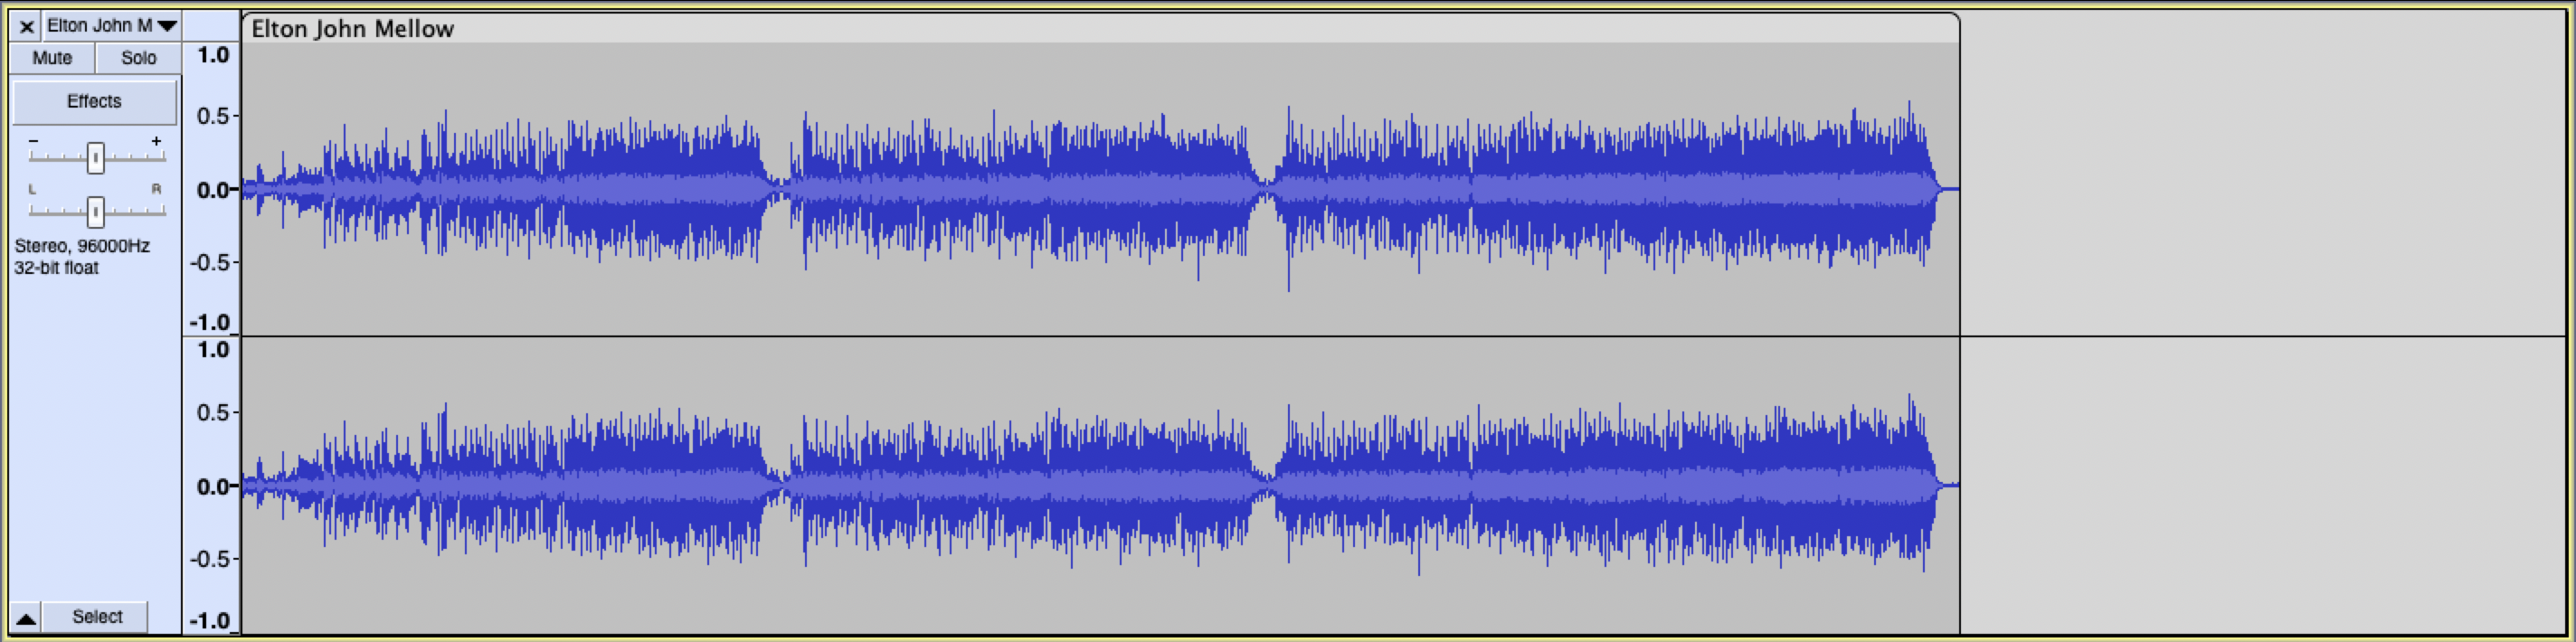 Elton John M
Elton John Mellow
Mute Solo
Effects
- +
L R
Stereo, 96000Hz
32-bit float
Select
1.0
0.5-
0.0-
-0.5-
-1.0
1.0
0.5-
0.0-
-0.5-
-1.0